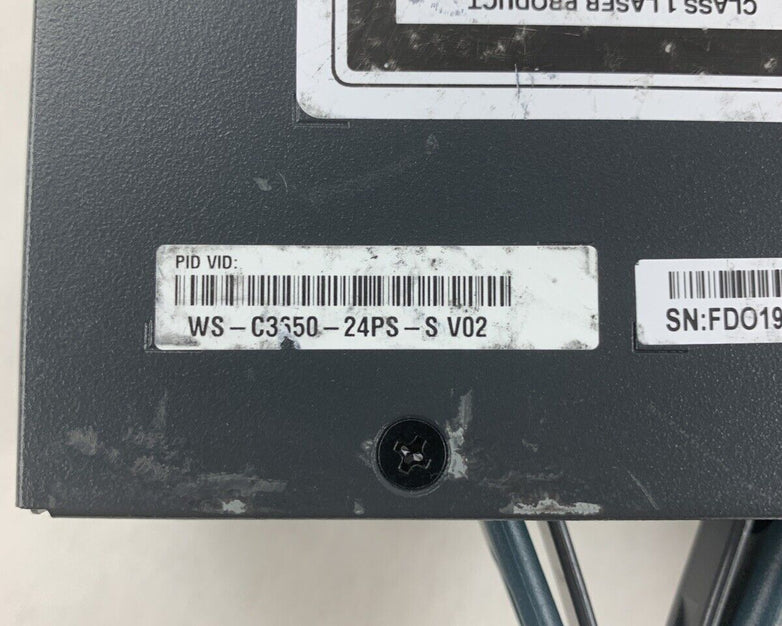 CLASS 1 LASER PRODUCT
PID VID:
WS-C3650-24PS-S V02
SN:FDO19